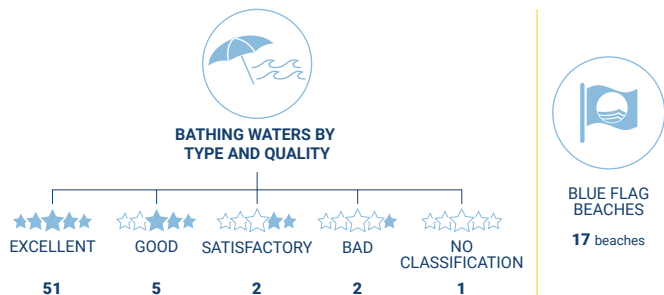 BATHING WATERS BY
TYPE AND QUALITY
EXCELLENT
51
GOOD
5
SATISFACTORY
2
BAD
2
NO
CLASSIFICATION
1
BLUE FLAG
BEACHES
17 beaches